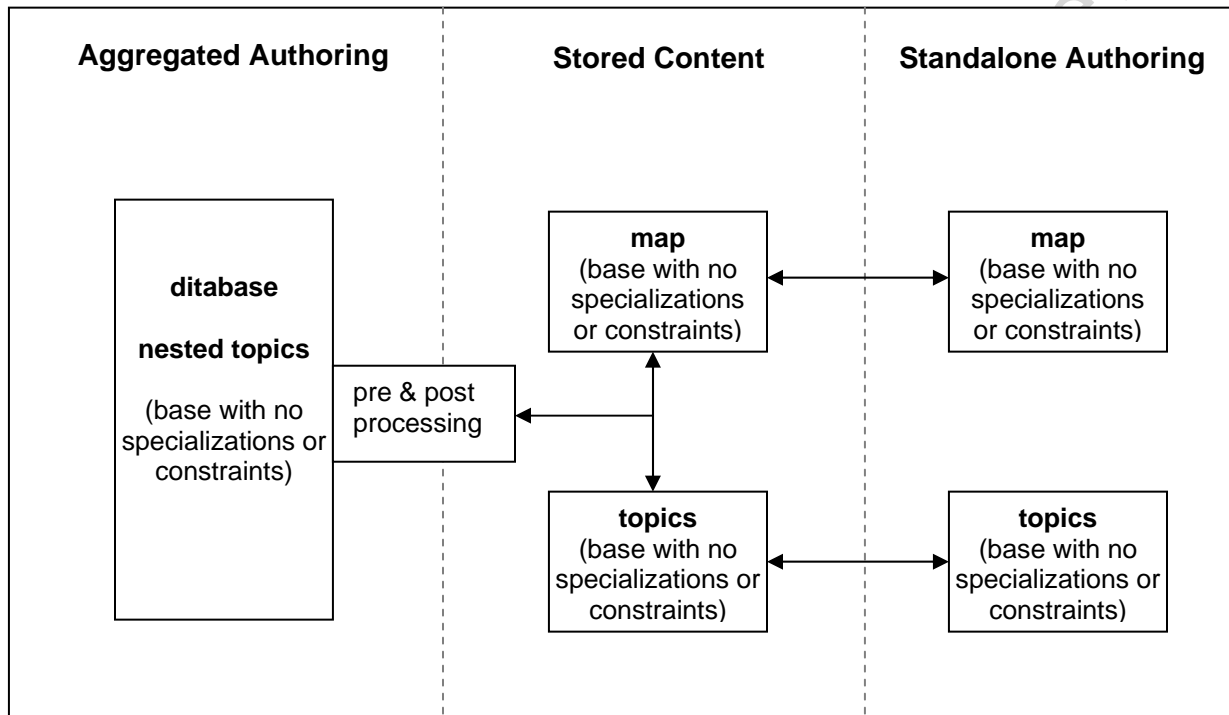 Aggregated Authoring
Stored Content
Standalone Authoring
ditabase
nested topics
(base with no
specializations or
constraints)
pre & post
processing
map
(base with no
specializations
or constraints)
topics
(base with no
specializations or
constraints)
map
(base with no
specializations
or constraints)
topics
(base with no
specializations or
constraints)